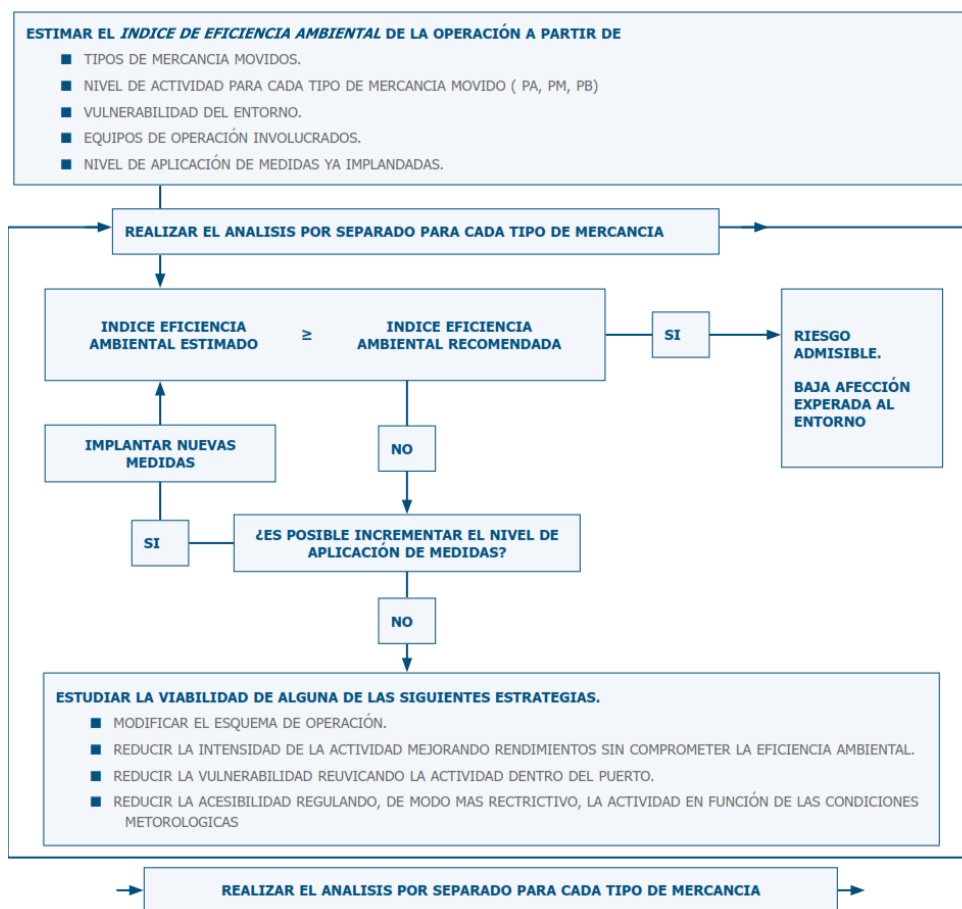 ESTIMAR EL INDICE DE EFICIENCIA AMBIENTAL DE LA OPERACIÓN A PARTIR DE
■ TIPOS DE MERCANCIA MOVIDOS.
■ NIVEL DE ACTIVIDAD PARA CADA TIPO DE MERCANCIA MOVIDO ( PA, PM, PB)
■ VULNERABILIDAD DEL ENTORNO.
■ EQUIPOS DE OPERACIÓN INVOLUCRADOS.
■ NIVEL DE APLICACIÓN DE MEDIDAS YA IMPLANDADAS.
REALIZAR EL ANALISIS POR SEPARADO PARA CADA TIPO DE MERCANCIA
INDICE EFICIENCIA
AMBIENTAL ESTIMADO
≥
INDICE EFICIENCIA
AMBIENTAL RECOMENDADA
SI
RIESGO
ADMISIBLE.
BAJA AFECCIÓN
EXPERADA AL
ENTORNO
IMPLANTAR NUEVAS
MEDIDAS
NO
SI
¿ES POSIBLE INCREMENTAR EL NIVEL DE
APLICACIÓN DE MEDIDAS?
NO
ESTUDIAR LA VIABILIDAD DE ALGUNA DE LAS SIGUIENTES ESTRATEGIAS.
■ MODIFICAR EL ESQUEMA DE OPERACIÓN.
■ REDUCIR LA INTENSIDAD DE LA ACTIVIDAD MEJORANDO RENDIMIENTOS SIN COMPROMETER LA EFICIENCIA AMBIENTAL.
■ REDUCIR LA VULNERABILIDAD REUVICANDO LA ACTIVIDAD DENTRO DEL PUERTO.
■ REDUCIR LA ACESIBILIDAD REGULANDO, DE MODO MAS RECTRICTIVO, LA ACTIVIDAD EN FUNCIÓN DE LAS CONDICIONES
METOROLOGICAS
REALIZAR EL ANALISIS POR SEPARADO PARA CADA TIPO DE MERCANCIA